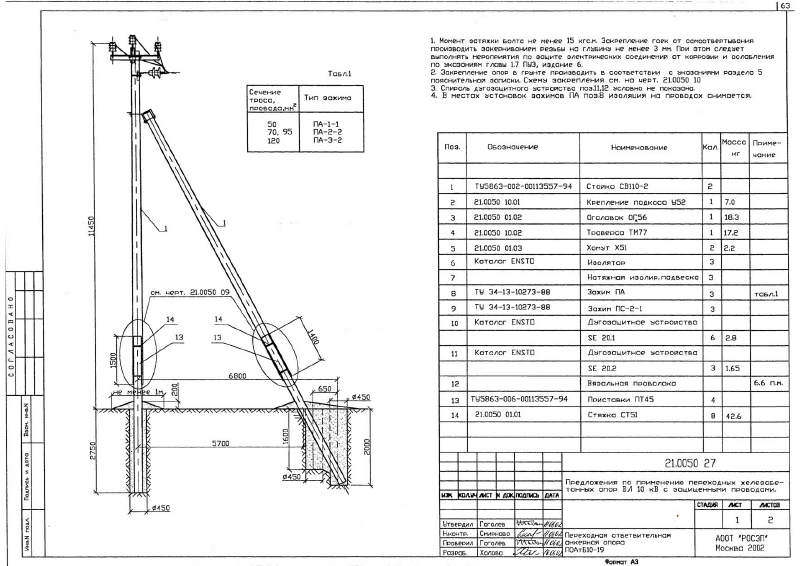 63
1. Момент затяжки болта не менее 15 кгс.м. Закрепление гаек от самоотвертывания
производить закерниванием резьбы на глубину не менее 3 мм. При этом следует
выполнять мероприятия по защите электрических соединений от коррозии и ослабления
по указаниям главы 1.7 ПУЭ, издание 6.
2. Закрепление опор в грунте производить в соответствии с указаниями раздела 5
пояснительной записки. Схемы закрепления см. на черт. 21.0050 10
3. Спираль дугозащитного устройства поз.11,12 условно не показана.
4. В местах установок зажимов ПА поз.8 изоляция на проводах снимается.
Табл.1
Сечение троса, провода,мм² Тип зажима
50 ПА-1-1
70, 95 ПА-2-2
120 ПА-3-2
Поз. Обозначение Наименование Кол. Масса кг Приме-чание
1 ТУ5863-002-00113557-94 Стойка СВ110-2 2
2 21.0050 10.01 Крепление подкоса У52 1 7.0
3 21.0050 01.02 Оголовок ОГ56 1 18.3
4 21.0050 10.02 Траверса ТМ77 1 17.2
5 21.0050 01.03 Хомут Х51 2 2.2
6 Каталог ENSTO Изолятор 3
7 Натяжная изолир.подвеска 3
8 ТУ 34-13-10273-88 Зажим ПА 3 табл.1
9 ТУ 34-13-10273-88 Зажим ПС-2-1 3
10 Каталог ENSTO Дугозащитное устройство
SE 20.1 6 2.8
11 Каталог ENSTO Дугозащитное устройство
SE 20.2 3 1.65
12 Вязальная проволока 6.6 п.м.
13 ТУ5863-006-00113557-94 Приставки ПТ45 4
14 21.0050 01.01 Стяжка СТ51 8 42.6
11450
1
1
см. черт. 21.0050 09
14
13
14
13
1400
1500
6800
не менее 1м
200
650
ø450
2750
5700
1600
2000
ø450
ø450
СОГЛАСОВАНО
Взам. инв.N
Подпись и дата
Инв.N подл.
21.0050 27
Предложения по применению переходных железобе-
тонных опор ВЛ 10 кВ с защищенными проводами.
ИЗМ. КОЛ.УЧ ЛИСТ N ДОК. ПОДПИСЬ ДАТА
СТАДИЯ ЛИСТ ЛИСТОВ
1 2
Утвердил Гоголев
Н.контр. Смирнова
Проверил Гоголев
Разраб. Холова
Переходная ответвительная
анкерная опора
ПОАтБ10-19
АООТ "РОСЭП"
Москва 2002
Формат А3